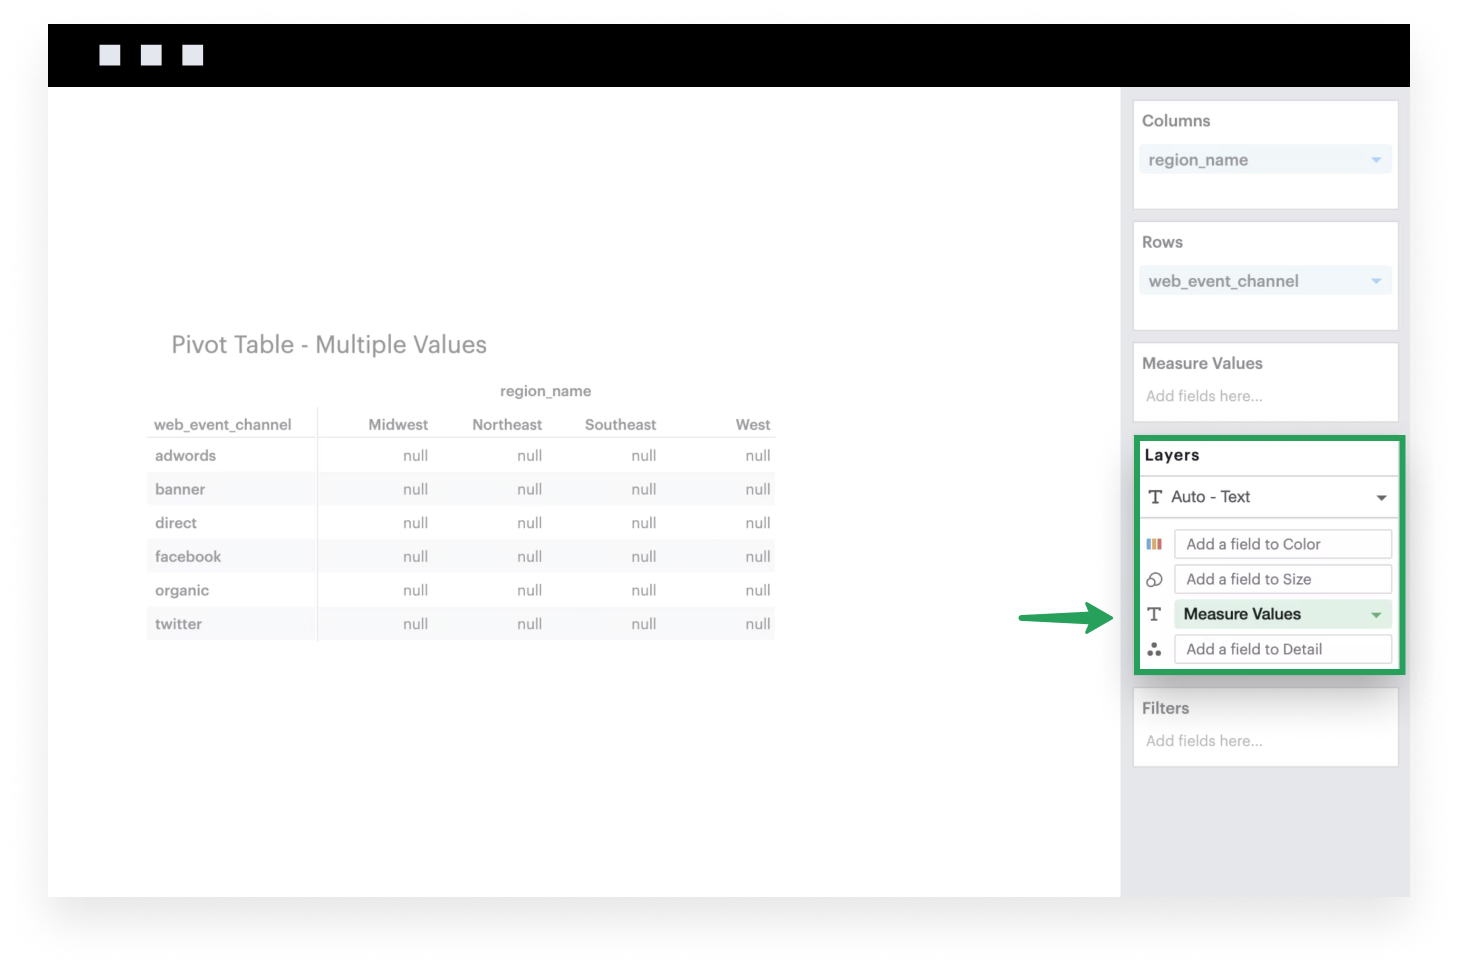 Pivot Table - Multiple Values
region_name
web_event_channel Midwest Northeast Southeast West
adwords null null null null
banner null null null null
direct null null null null
facebook null null null null
organic null null null null
twitter null null null null
Columns
region_name
Rows
web_event_channel
Measure Values
Add fields here...
Layers
T Auto - Text
Add a field to Color
Add a field to Size
T Measure Values
Add a field to Detail
Filters
Add fields here...